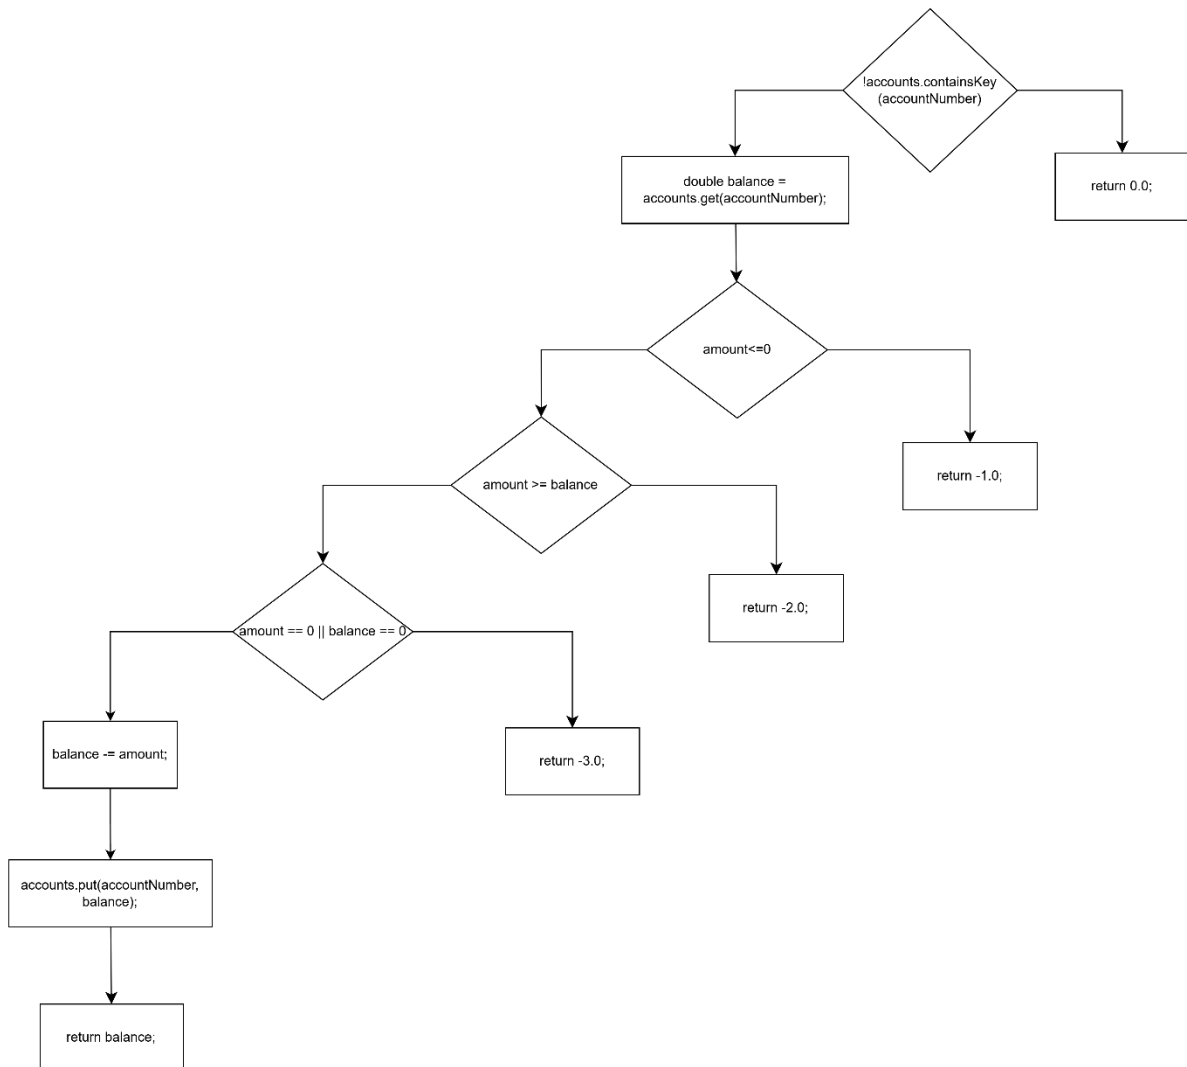 !accounts.containsKey
(accountNumber)
return 0.0;
double balance =
accounts.get(accountNumber);
amount<=0
return -1.0;
amount >= balance
return -2.0;
amount == 0 || balance == 0
return -3.0;
balance -= amount;
accounts.put(accountNumber,
balance);
return balance;